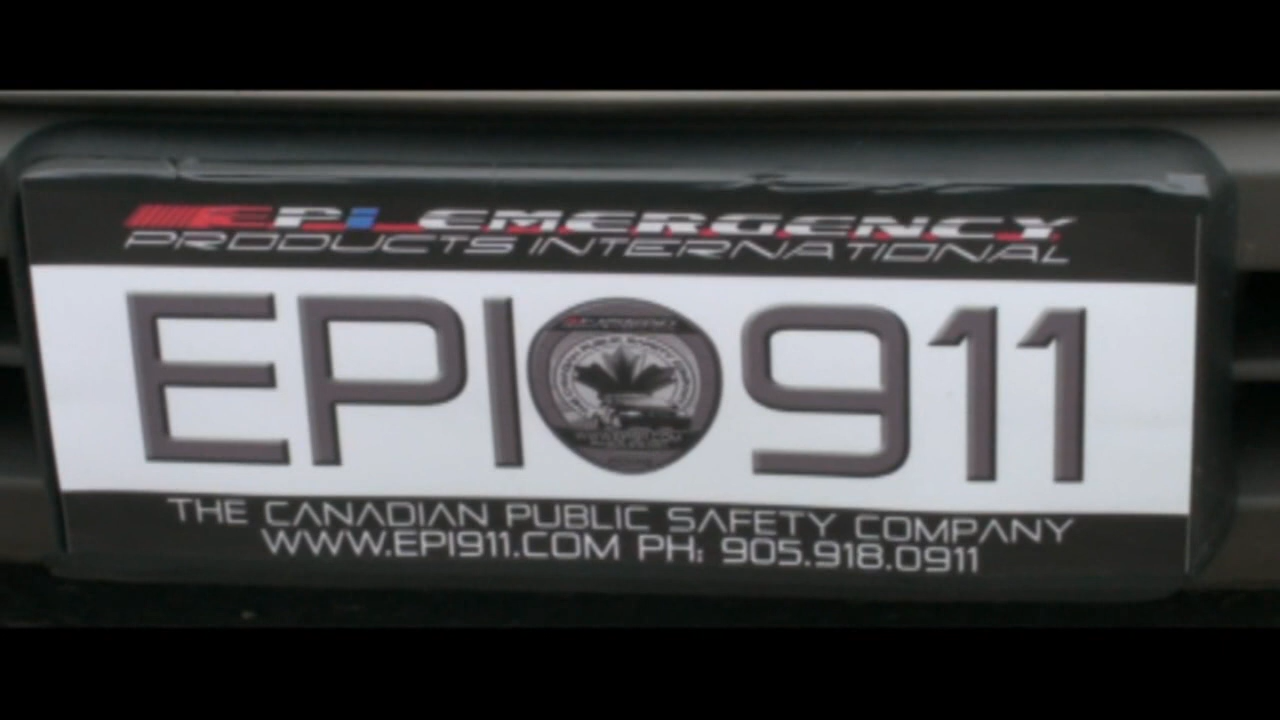 EPI EMERGENCY
PRODUCTS INTERNATIONAL
EPI 911
THE CANADIAN PUBLIC SAFETY COMPANY
WWW.EPI911.COM PH: 905.918.0911